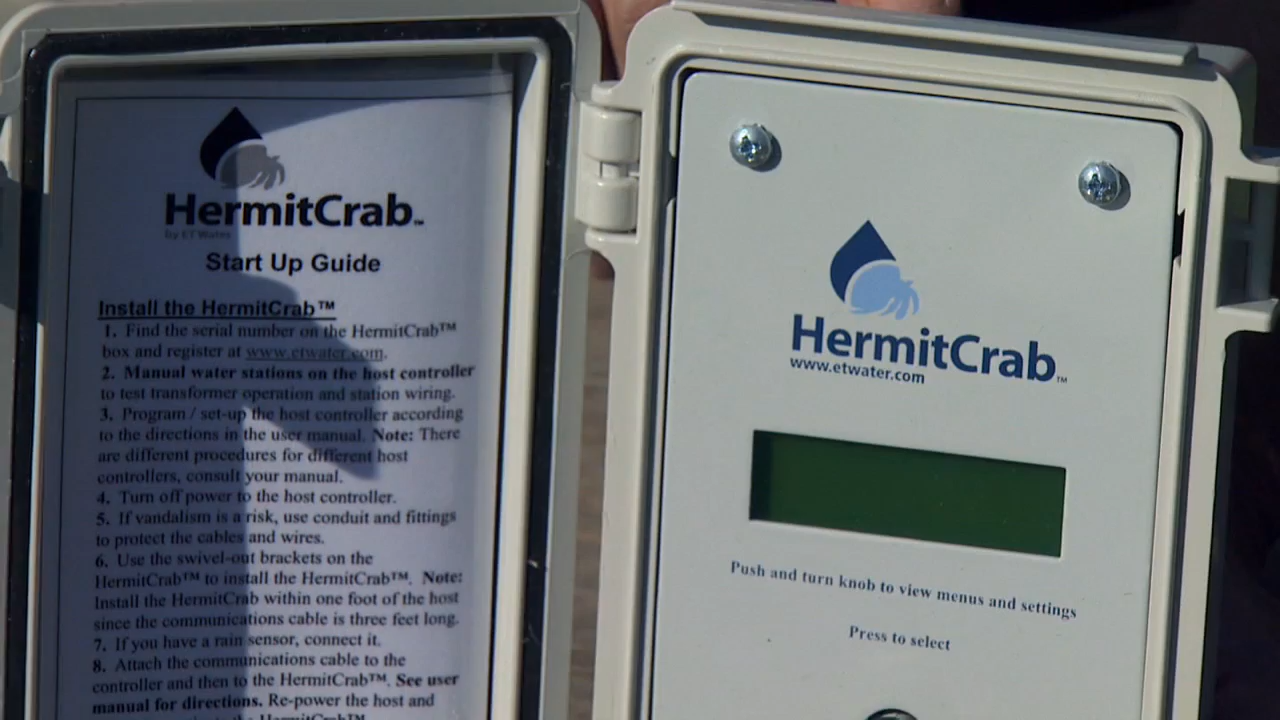 HermitCrab™
by ET Water
Start Up Guide
Install the HermitCrab™
1. Find the serial number on the HermitCrab™
box and register at www.etwater.com.
2. Manual water stations on the host controller
to test transformer operation and station wiring.
3. Program / set-up the host controller according
to the directions in the user manual. Note: There
are different procedures for different host
controllers, consult your manual.
4. Turn off power to the host controller.
5. If vandalism is a risk, use conduit and fittings
to protect the cables and wires.
6. Use the swivel-out brackets on the
HermitCrab™ to install the HermitCrab™. Note:
Install the HermitCrab within one foot of the host
since the communications cable is three feet long.
7. If you have a rain sensor, connect it.
8. Attach the communications cable to the
controller and then to the HermitCrab™. See user
manual for directions. Re-power the host and
HermitCrab™
HermitCrab™
www.etwater.com
Push and turn knob to view menus and settings
Press to select